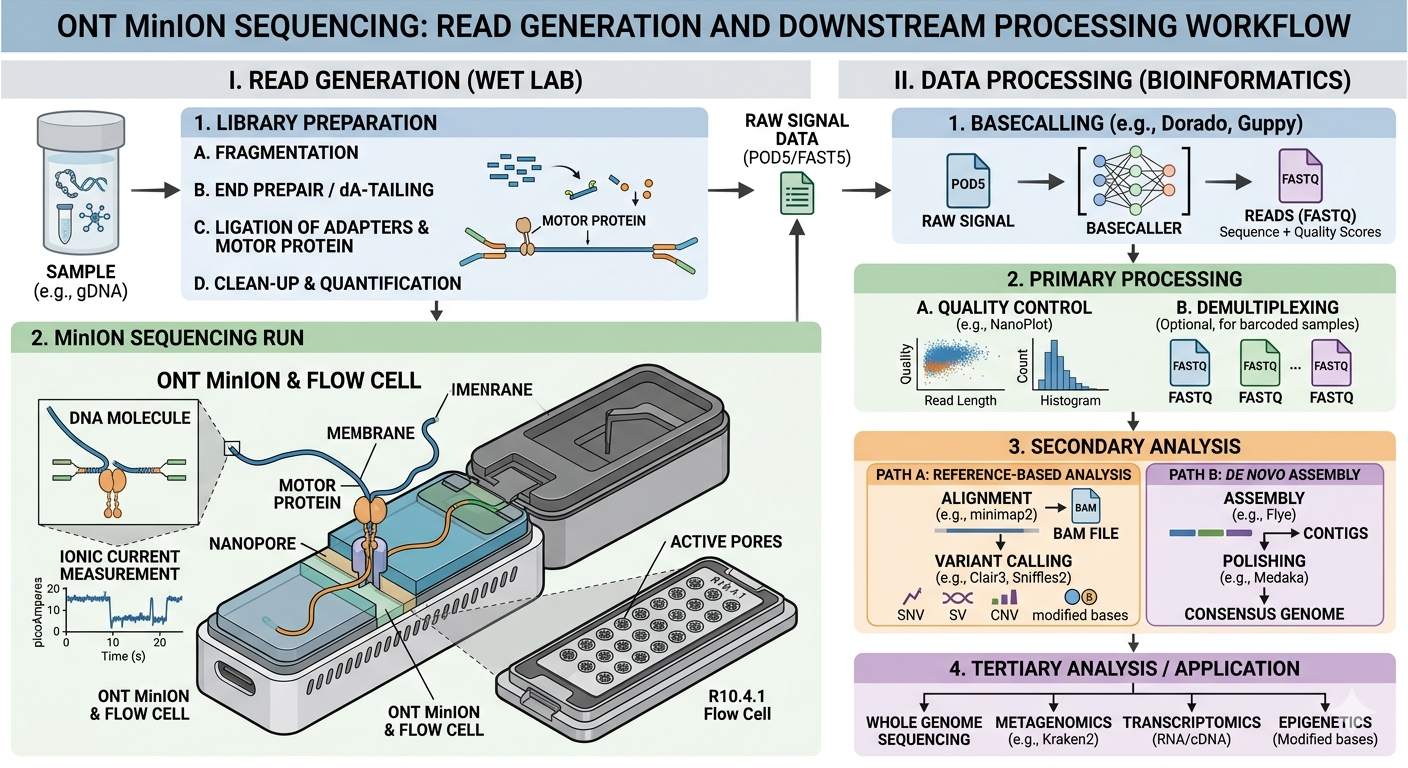 ONT MinION SEQUENCING: READ GENERATION AND DOWNSTREAM PROCESSING WORKFLOW
I. READ GENERATION (WET LAB)
SAMPLE
(e.g., gDNA)
1. LIBRARY PREPARATION
A. FRAGMENTATION
B. END PREPAIR / dA-TAILING
C. LIGATION OF ADAPTERS &
MOTOR PROTEIN
D. CLEAN-UP & QUANTIFICATION
MOTOR PROTEIN
RAW SIGNAL
DATA
(POD5/FAST5)
2. MinION SEQUENCING RUN
ONT MinION & FLOW CELL
DNA MOLECULE
IMENRANE
MEMBRANE
MOTOR
PROTEIN
NANOPORE
IONIC CURRENT
MEASUREMENT
picoAmperes
20
10
0
0
10
20
Time (s)
ACTIVE PORES
R10.4.1
ONT MinION
& FLOW CELL
ONT MinION
& FLOW CELL
R10.4.1
Flow Cell
II. DATA PROCESSING (BIOINFORMATICS)
1. BASECALLING (e.g., Dorado, Guppy)
POD5
RAW SIGNAL
BASECALLER
FASTQ
READS (FASTQ)
Sequence + Quality Scores
2. PRIMARY PROCESSING
A. QUALITY CONTROL
(e.g., NanoPlot)
Quality
Read Length
Count
Histogram
B. DEMULTIPLEXING
(Optional, for barcoded samples)
FASTQ
FASTQ
...
FASTQ
FASTQ
FASTQ
FASTQ
3. SECONDARY ANALYSIS
PATH A: REFERENCE-BASED ANALYSIS
ALIGNMENT
(e.g., minimap2)
BAM
BAM FILE
VARIANT CALLING
(e.g., Clair3, Sniffles2)
B
SNV
SV
CNV
modified bases
PATH B: DE NOVO ASSEMBLY
ASSEMBLY
(e.g., Flye)
CONTIGS
POLISHING
(e.g., Medaka)
CONSENSUS GENOME
4. TERTIARY ANALYSIS / APPLICATION
WHOLE GENOME
SEQUENCING
METAGENOMICS
(e.g., Kraken2)
TRANSCRIPTOMICS
(RNA/cDNA)
EPIGENETICS
(Modified bases)